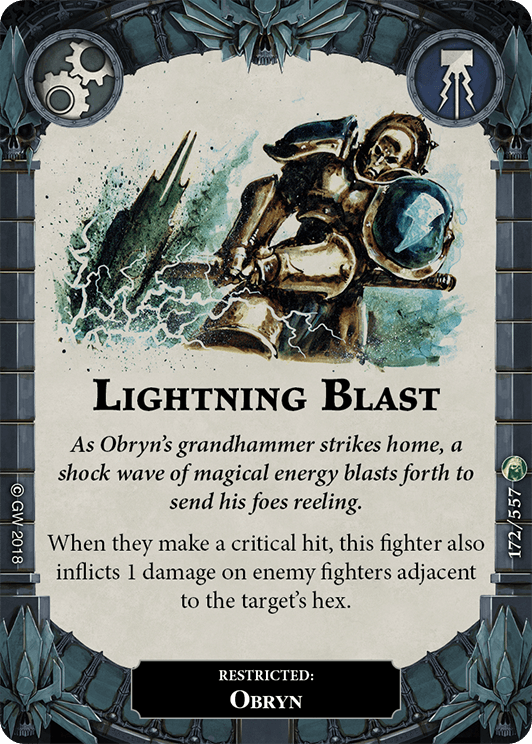 LIGHTNING BLAST
As Obryn's grandhammer strikes home, a
shock wave of magical energy blasts forth to
send his foes reeling.
When they make a critical hit, this fighter also
inflicts 1 damage on enemy fighters adjacent
to the target's hex.
RESTRICTED:
OBRYN
© GW 2018
172/557